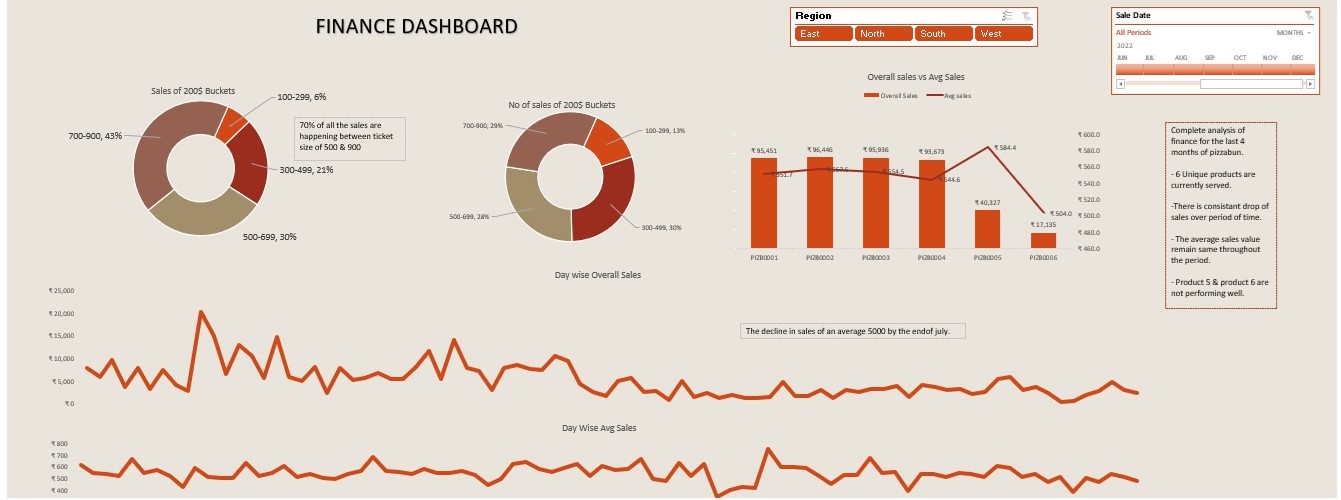 FINANCE DASHBOARD
Region
East North South West
Sale Date
All Periods MONTHS
2022
JUN JUL AUG SEP OCT NOV DEC
Sales of 200$ Buckets
100-299, 6%
700-900, 43%
300-499, 21%
500-699, 30%
70% of all the sales are
happening between ticket
size of 500 & 900
No of sales of 200$ Buckets
700-900, 29%
100-299, 13%
500-699, 28%
300-499, 30%
Overall sales vs Avg Sales
Overall Sales Avg sales
₹ 95,451 ₹ 96,446 ₹ 95,936 ₹ 93,673 ₹ 40,327 ₹ 17,135
₹ 554.5 ₹ 544.6 ₹ 584.4 ₹ 504.0
₹ 600.0
₹ 580.0
₹ 560.0
₹ 540.0
₹ 520.0
₹ 500.0
₹ 480.0
₹ 460.0
PIZB0001 PIZB0002 PIZB0003 PIZB0004 PIZB0005 PIZB0006
Complete analysis of
finance for the last 4
months of pizzabun.
- 6 Unique products are
currently served.
-There is consistant drop of
sales over period of time.
- The average sales value
remain same throughout
the period.
- Product 5 & product 6 are
not performing well.
Day wise Overall Sales
₹ 25,000
₹ 20,000
₹ 15,000
₹ 10,000
₹ 5,000
₹ 0
The decline in sales of an average 5000 by the endof july.
Day Wise Avg Sales
₹ 800
₹ 700
₹ 600
₹ 500
₹ 400